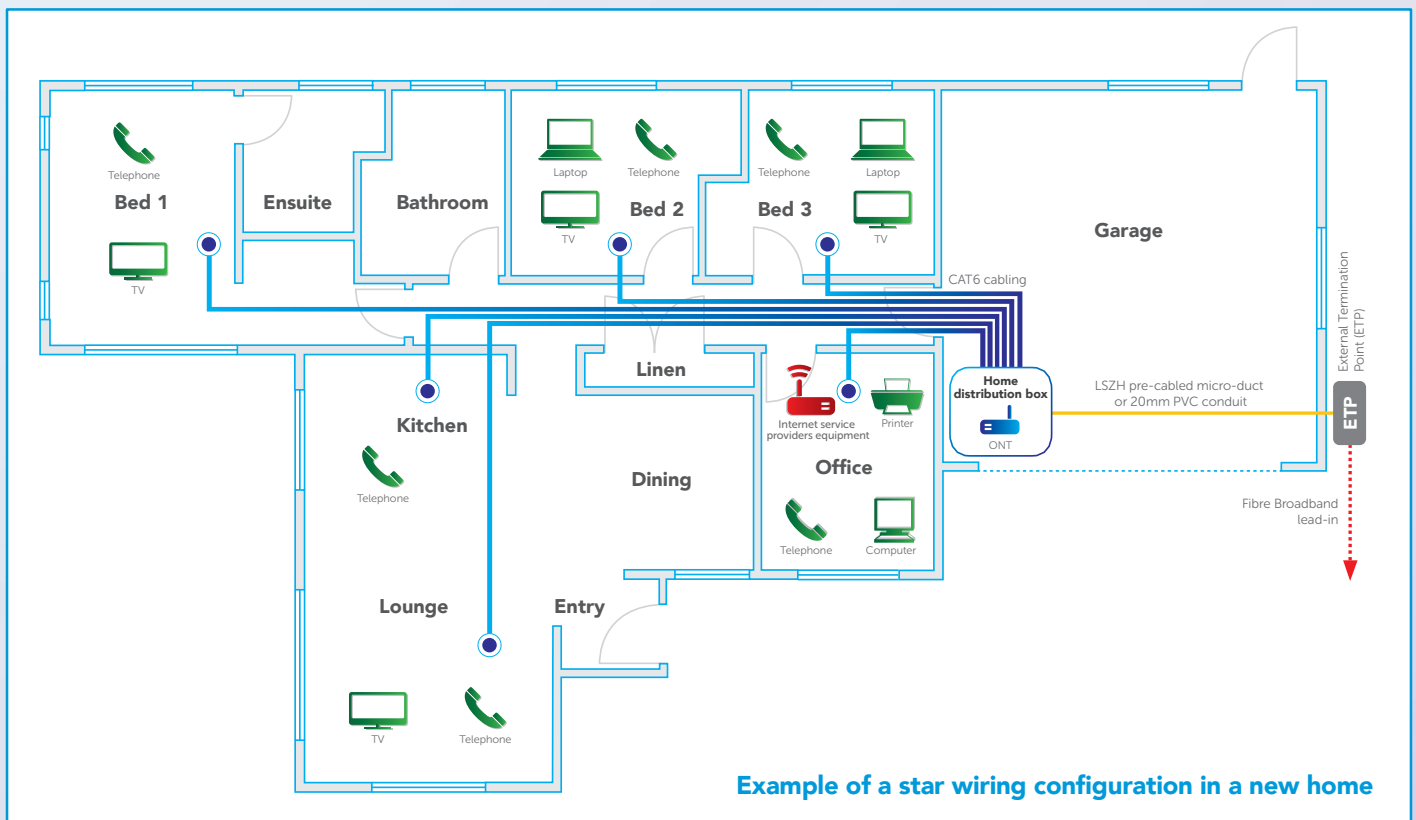 Telephone
Bed 1
TV
Ensuite
Bathroom
Laptop
Telephone
Bed 2
TV
Telephone
Laptop
Bed 3
TV
Garage
CAT6 cabling
External Termination
Point (ETP)
Linen
Kitchen
Telephone
Internet service
providers equipment
Printer
Office
Home
distribution box
ONT
LSZH pre-cabled micro-duct
or 20mm PVC conduit
ETP
Dining
Telephone
Computer
Fibre Broadband
lead-in
Lounge
Entry
TV
Telephone
Example of a star wiring configuration in a new home